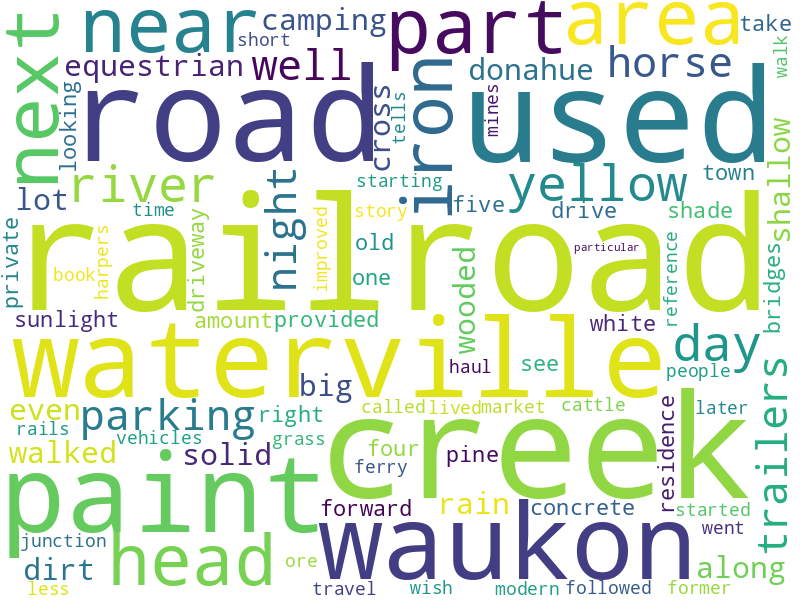 near
short
camping
part
area
take
next
equestrian
well
donahue
horse
walk
looking
road
cross
tells
iron
mines
used
river
yellow
town
shallow
lot
night
starting
five
drive
shade
private
time
driveway
harpers
improved
story
old
particular
reference
bridges
railroad
book
one
wooded
sunlight
amount
provided
white
day
waterville
big
haul
see
people
trailers
even
parking
right
called
lived
market
cattle
residence
later
rails
vehicles
grass
creek
walked
solid
four
ferry
pine
paint
forward
rain
concrete
started
went
junction
head
waukon
along
dirt
ore
less
travel
wish
modern
followed
former